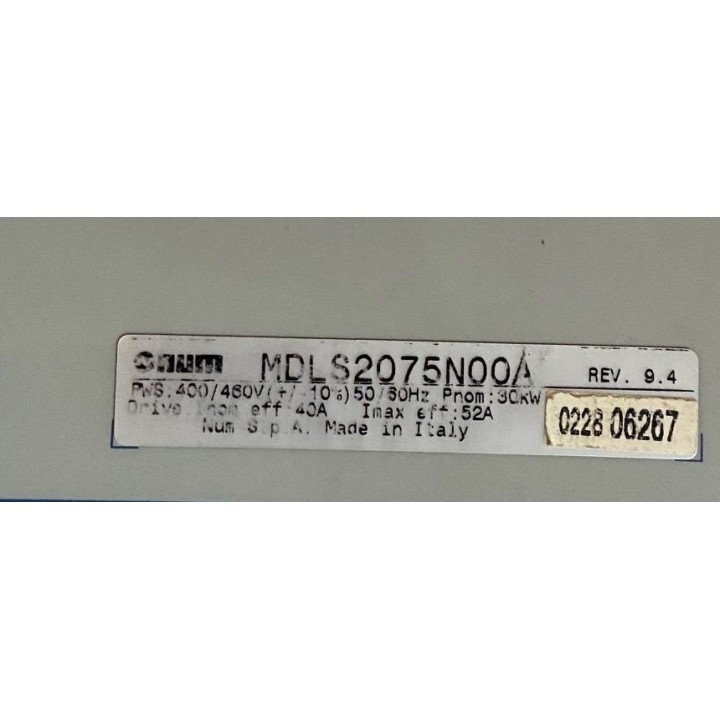 num MDLS2075N00A REV. 9.4
PWS:400/460V(+/-10%)50/60Hz Pnom:30KW
Drive Inom eff:40A Imax eff:52A
Num S.p.A. Made in Italy
0228 06267